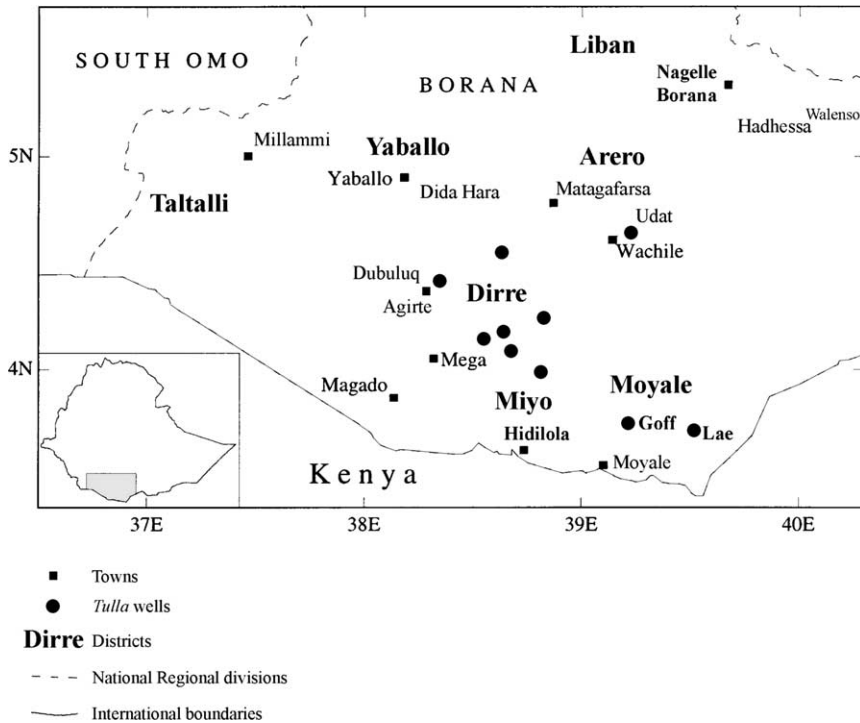 Liban
SOUTH OMO
BORANA
Nagelle
Borana
Hadhessa
Walenso
Millammi
5N
Yaballo
Arero
Yaballo
Dida Hara
Matagafarsa
Taltalli
Udat
Wachile
Dubuluq
Agirte
Dirre
4N
Mega
Magado
Miyo
Moyale
Goff
Lae
Hidilola
Moyale
Kenya
37E
38E
39E
40E
Towns
Tulla wells
Dirre Districts
National Regional divisions
International boundaries